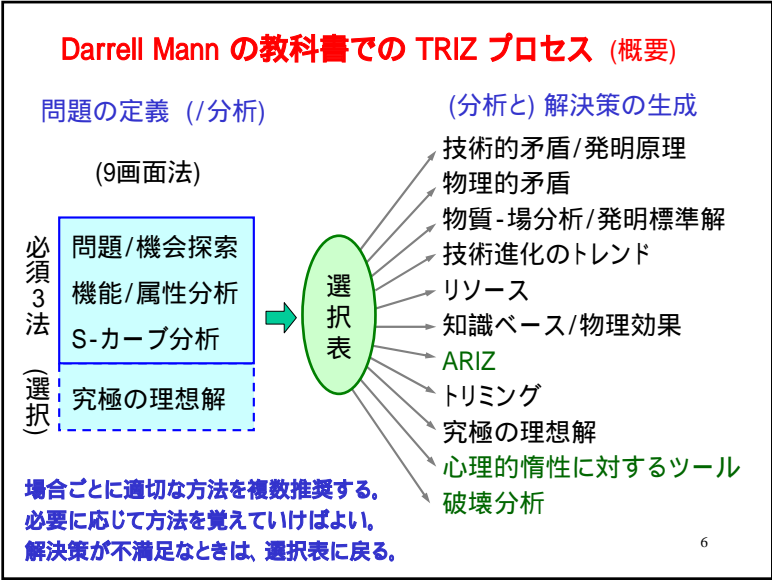 Darrell Mann の教科書での TRIZ プロセス (概要)
問題の定義 (/分析)
(9画面法)
必須3法
問題/機会探索
機能/属性分析
S-カーブ分析
(選択)
究極の理想解
選択表
(分析と) 解決策の生成
技術的矛盾/発明原理
物理的矛盾
物質-場分析/発明標準解
技術進化のトレンド
リソース
知識ベース/物理効果
ARIZ
トリミング
究極の理想解
心理的惰性に対するツール
破壊分析
場合ごとに適切な方法を複数推奨する。
必要に応じて方法を覚えていけばよい。
解決策が不満足なときは、選択表に戻る。
6